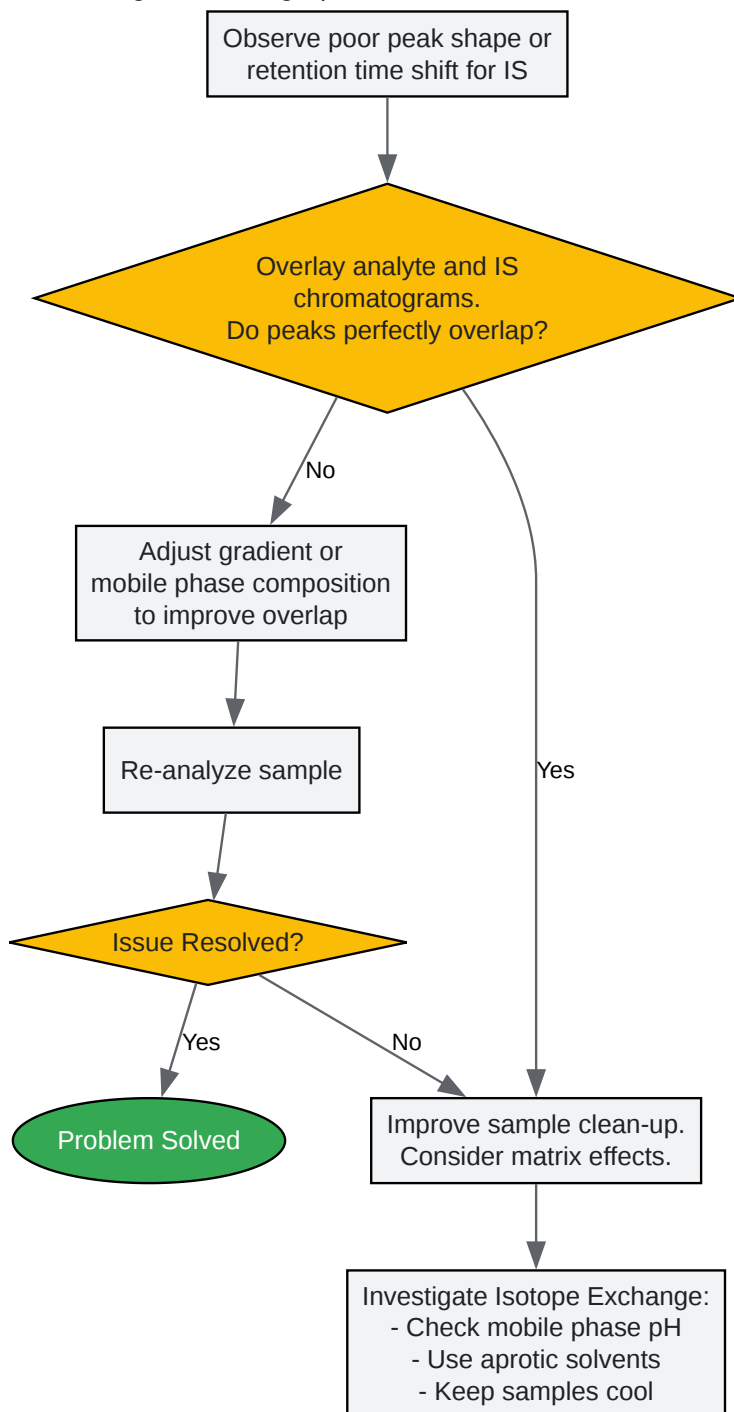 Observe poor peak shape or
retention time shift for IS
Overlay analyte and IS
chromatograms.
Do peaks perfectly overlap?
No
Adjust gradient or
mobile phase composition
to improve overlap
Re-analyze sample
Yes
Issue Resolved?
Yes
No
Problem Solved
Improve sample clean-up.
Consider matrix effects.
Investigate Isotope Exchange:
- Check mobile phase pH
- Use aprotic solvents
- Keep samples cool